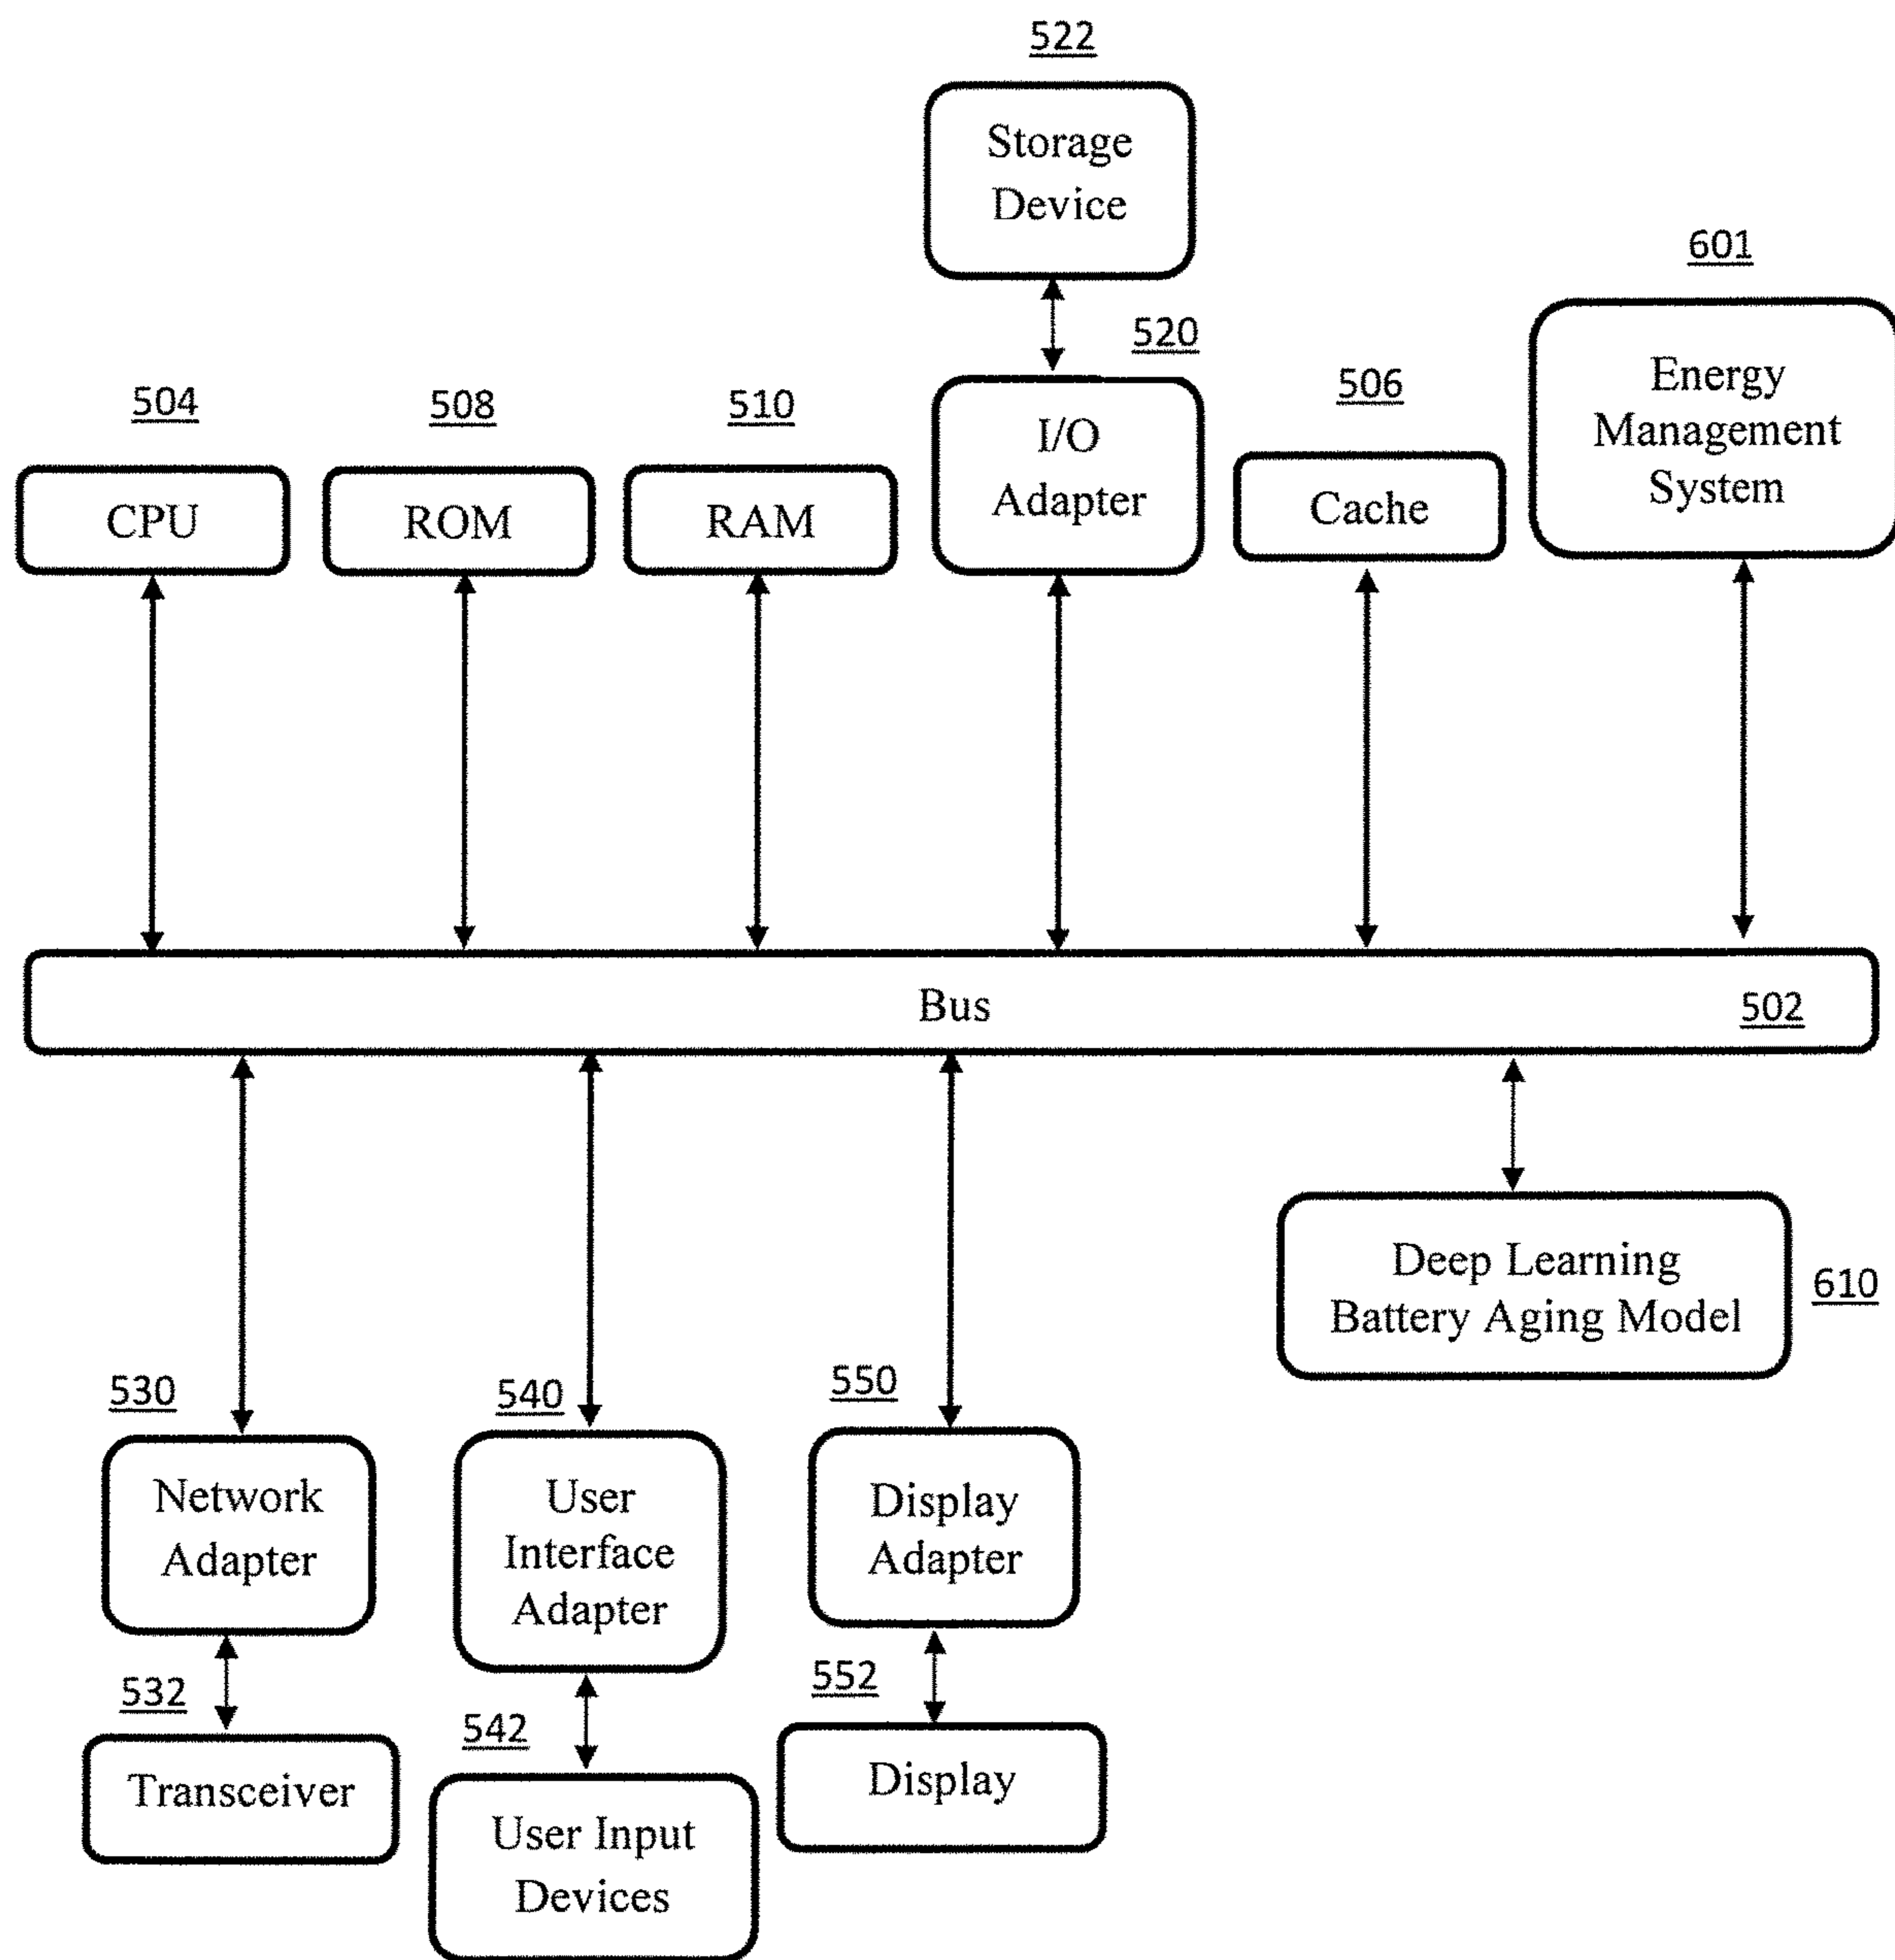 522
Storage
Device
601
520
Energy
Management
System
504
508
510
I/O
Adapter
506
CPU
ROM
RAM
Cache
Bus
502
Deep Learning
Battery Aging Model
610
530
540
550
Network
Adapter
User
Interface
Adapter
Display
Adapter
532
542
552
Transceiver
User Input
Devices
Display